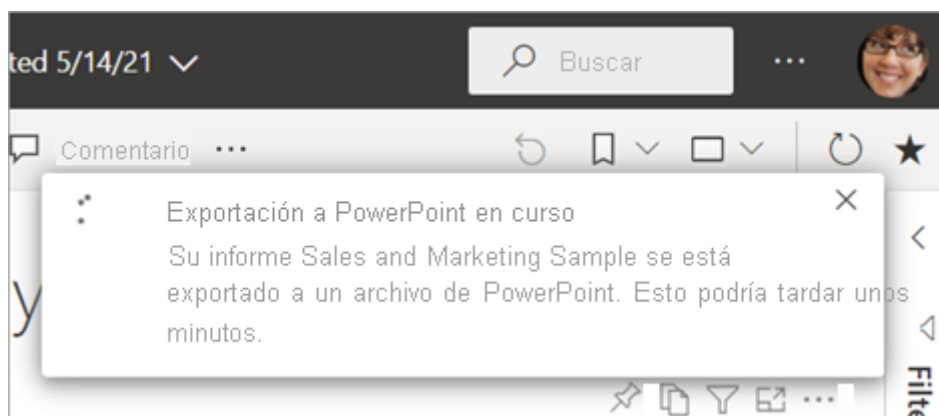 ted 5/14/21
Buscar
Comentario
Exportación a PowerPoint en curso
Su informe Sales and Marketing Sample se está
exportado a un archivo de PowerPoint. Esto podría tardar unos
minutos.
y
Filte